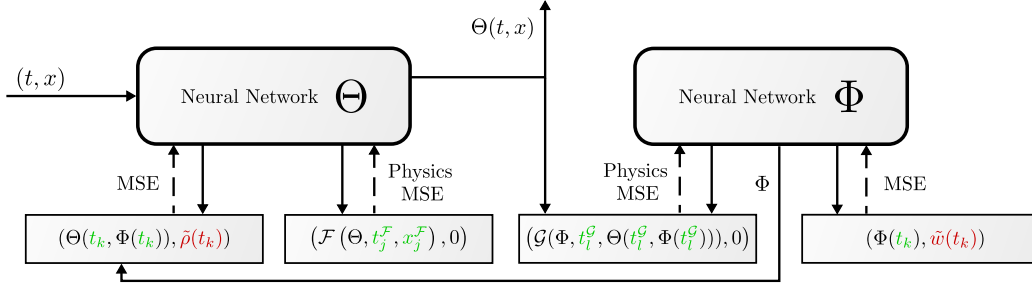 Θ(t, x)
(t, x)
Neural Network Θ
Neural Network Φ
MSE
Physics
MSE
Physics
MSE
Φ
MSE
(Θ(t_k, Φ(t_k)), ρ̃(t_k))
(ℱ (Θ, t_j^ℱ, x_j^ℱ) , 0)
(𝒢(Φ, t_l^𝒢, Θ(t_l^𝒢, Φ(t_l^𝒢))), 0)
(Φ(t_k), w̃(t_k))